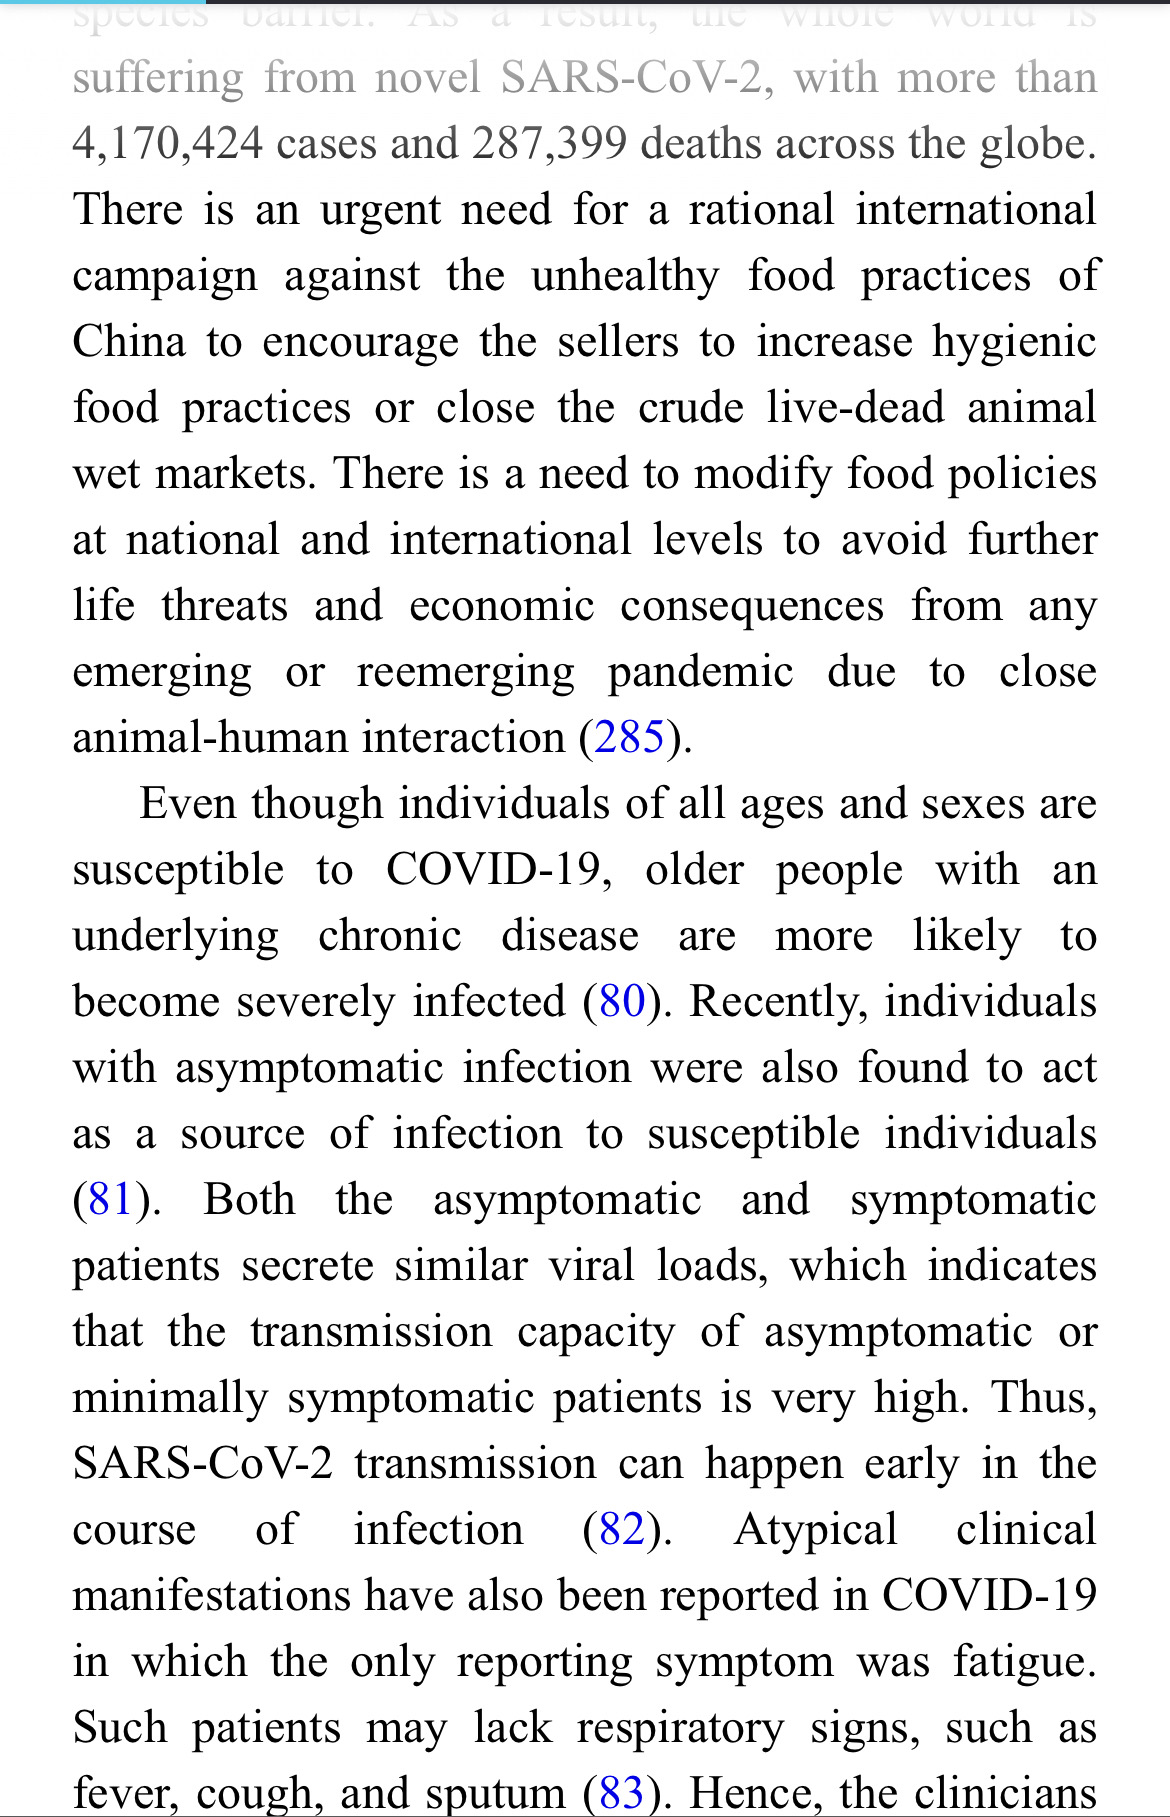 species barrier. As a result, the whole world is
suffering from novel SARS-CoV-2, with more than
4,170,424 cases and 287,399 deaths across the globe.
There is an urgent need for a rational international
campaign against the unhealthy food practices of
China to encourage the sellers to increase hygienic
food practices or close the crude live-dead animal
wet markets. There is a need to modify food policies
at national and international levels to avoid further
life threats and economic consequences from any
emerging or reemerging pandemic due to close
animal-human interaction (285).
Even though individuals of all ages and sexes are
susceptible to COVID-19, older people with an
underlying chronic disease are more likely to
become severely infected (80). Recently, individuals
with asymptomatic infection were also found to act
as a source of infection to susceptible individuals
(81). Both the asymptomatic and symptomatic
patients secrete similar viral loads, which indicates
that the transmission capacity of asymptomatic or
minimally symptomatic patients is very high. Thus,
SARS-CoV-2 transmission can happen early in the
course of infection (82). Atypical clinical
manifestations have also been reported in COVID-19
in which the only reporting symptom was fatigue.
Such patients may lack respiratory signs, such as
fever, cough, and sputum (83). Hence, the clinicians